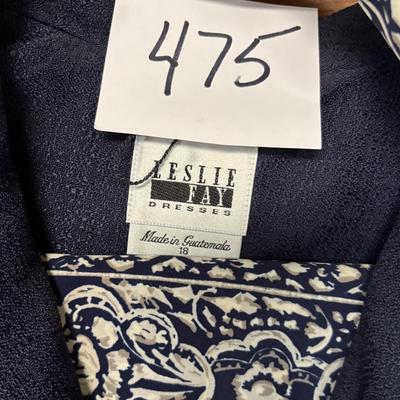 475
LESLIE
FAY
DRESSES
Made in Guatemala
18